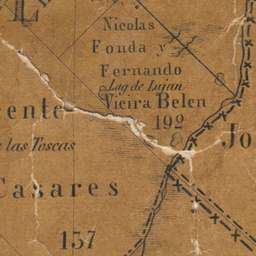 Nicolas
Fonda y
Fernando
Lag de Lujan
Vieira Belen
ente 192
Jo
las Toscas
Casares
157